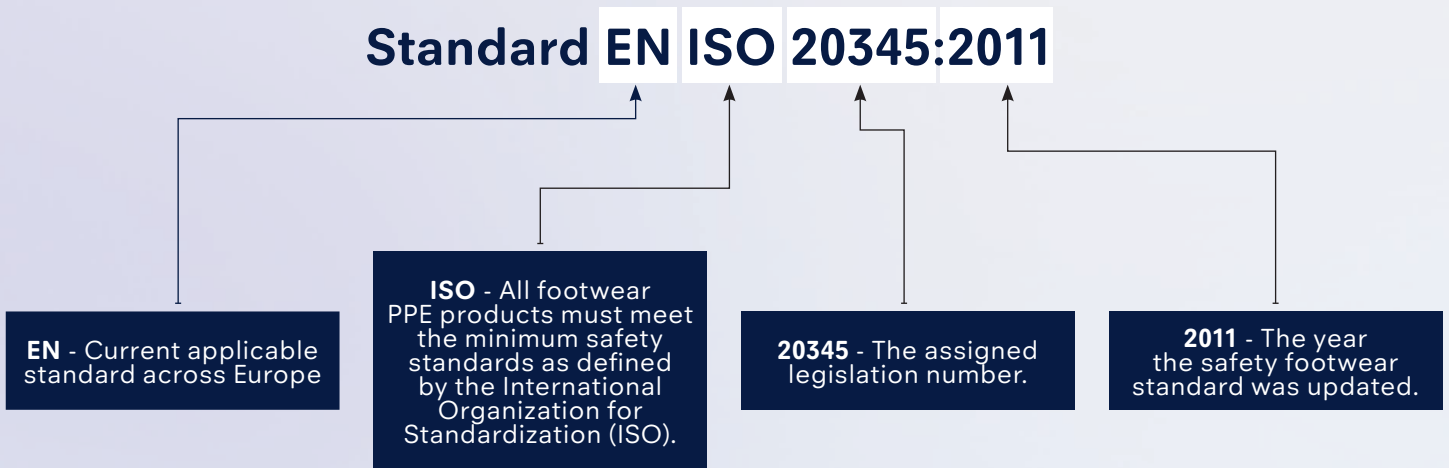 Standard EN ISO 20345:2011
EN - Current applicable
standard across Europe
ISO - All footwear
PPE products must meet
the minimum safety
standards as defined
by the International
Organization for
Standardization (ISO).
20345 - The assigned
legislation number.
2011 - The year
the safety footwear
standard was updated.